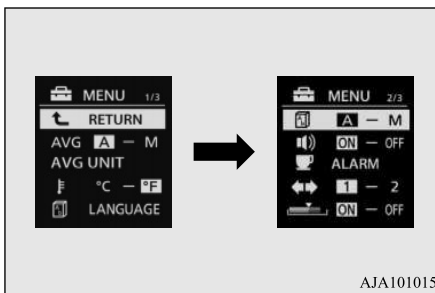 MENU 1/3
RETURN
AVG A – M
AVG UNIT
°C – °F
LANGUAGE
MENU 2/3
A – M
ON – OFF
ALARM
1 – 2
ON – OFF
AJA101015